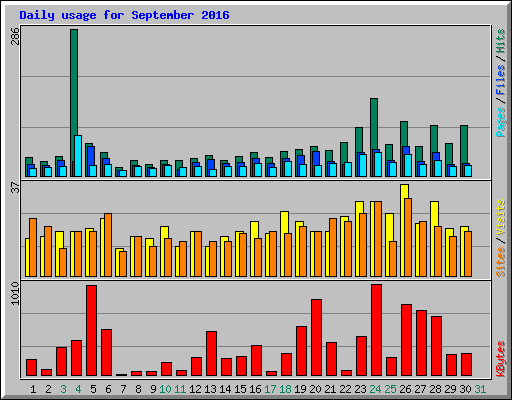 Daily usage for September 2016
286
Pages / Files / Hits
37
Sites / Visits
1010
KBytes
1 2 3 4 5 6 7 8 9 10 11 12 13 14 15 16 17 18 19 20 21 22 23 24 25 26 27 28 29 30 31